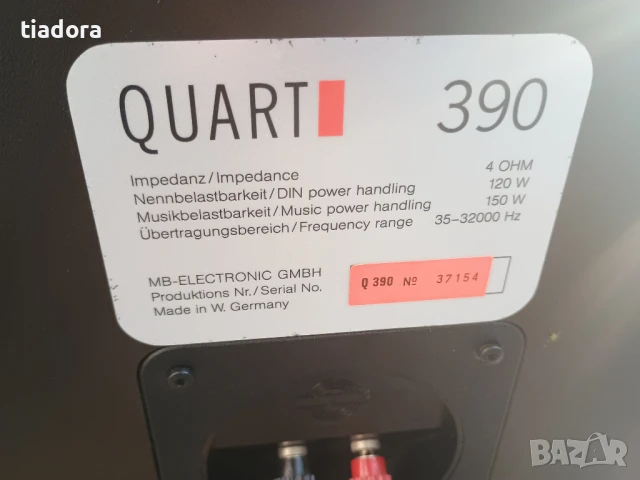 tiadora
QUART 390
Impedanz/Impedance 4 OHM
Nennbelastbarkeit/DIN power handling 120 W
Musikbelastbarkeit/Music power handling 150 W
Übertragungsbereich/Frequency range 35-32000 Hz
MB-ELECTRONIC GMBH
Produktions Nr./Serial No. Q 390 Nº 37154
Made in W. Germany
BAZAR